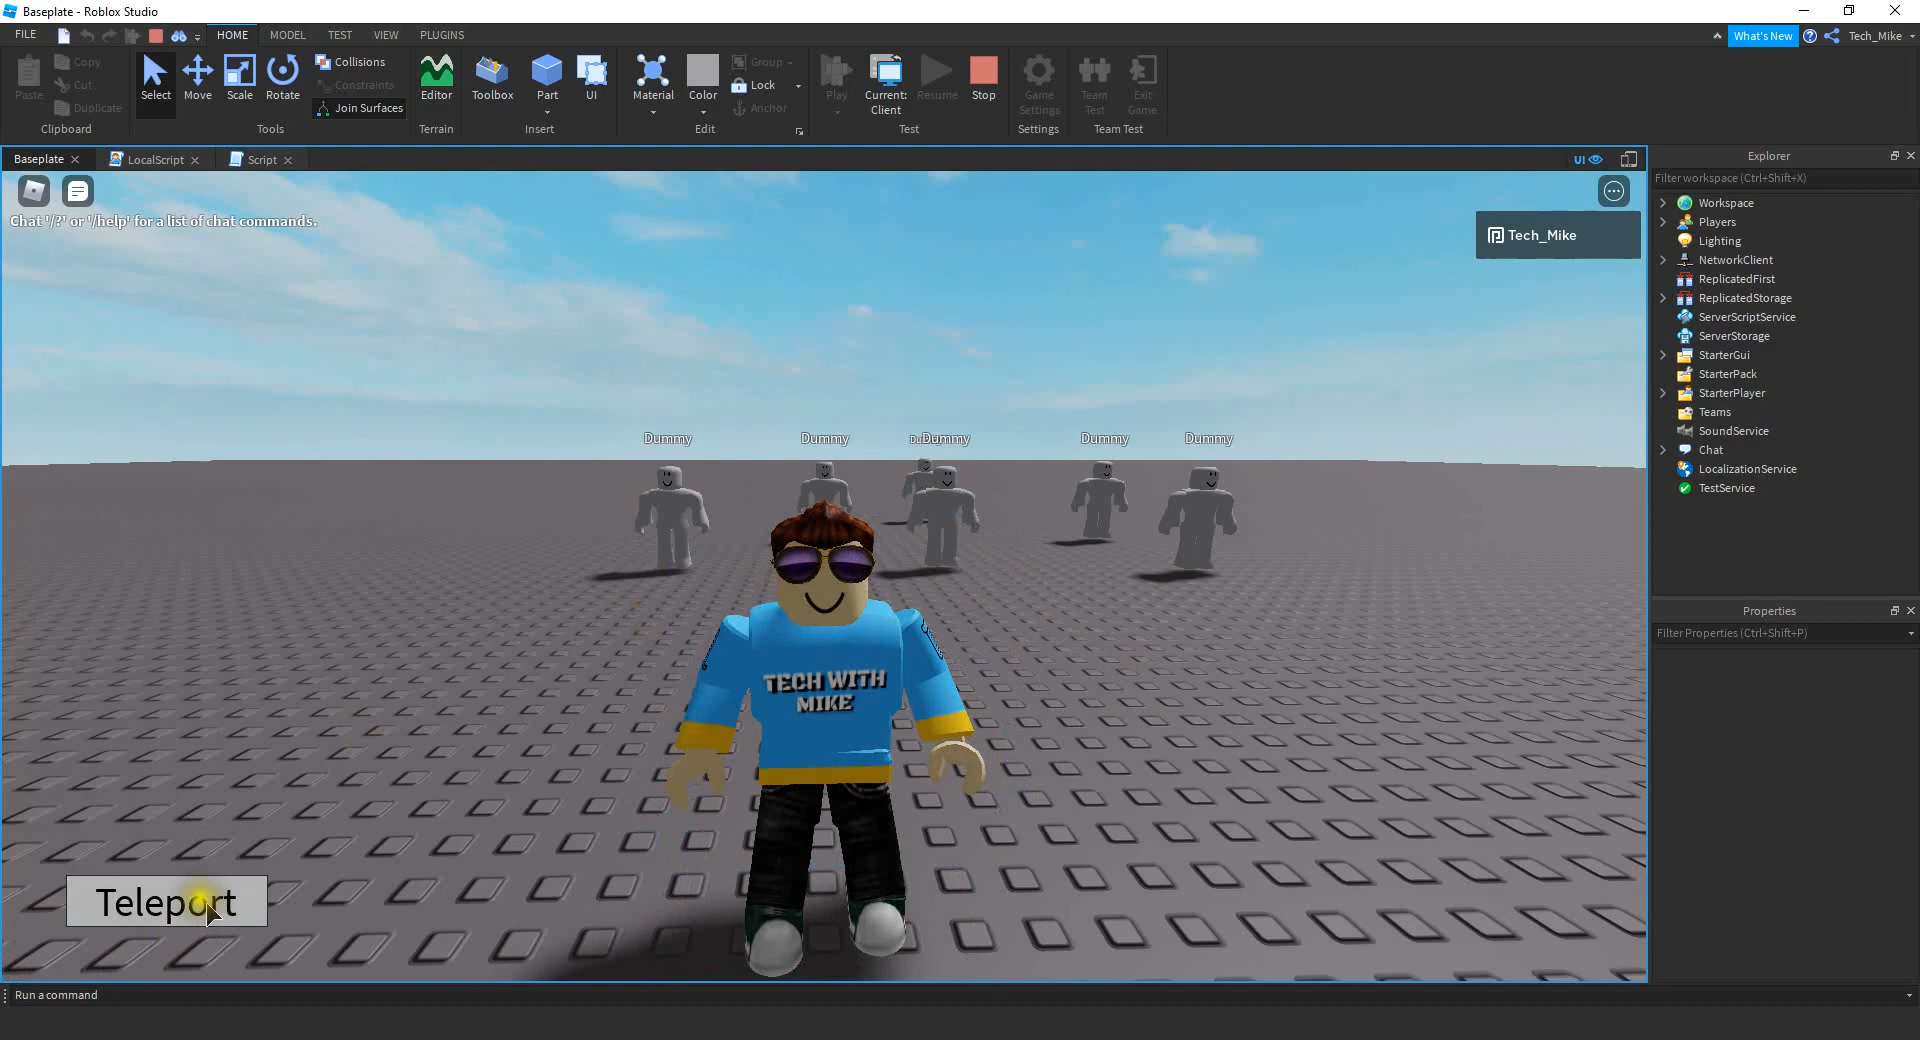 Baseplate - Roblox Studio
FILE HOME MODEL TEST VIEW PLUGINS What's New Tech_Mike
Paste Copy Cut Duplicate
Select Move Scale Rotate Collisions Constraints Join Surfaces
Editor Toolbox Part UI
Material Color Group Lock Anchor
Play Current: Client Resume Stop
Game Settings Team Test Exit Game
Clipboard Tools Terrain Insert Edit Test Settings Team Test
Baseplate LocalScript Script UI
Chat '/?' or '/help' for a list of chat commands.
Tech_Mike
Dummy Dummy Dummy Dummy Dummy
TECH WITH
MIKE
Teleport
Explorer
Filter workspace (Ctrl+Shift+X)
Workspace
Players
Lighting
NetworkClient
ReplicatedFirst
ReplicatedStorage
ServerScriptService
ServerStorage
StarterGui
StarterPack
StarterPlayer
Teams
SoundService
Chat
LocalizationService
TestService
Properties
Filter Properties (Ctrl+Shift+P)
Run a command